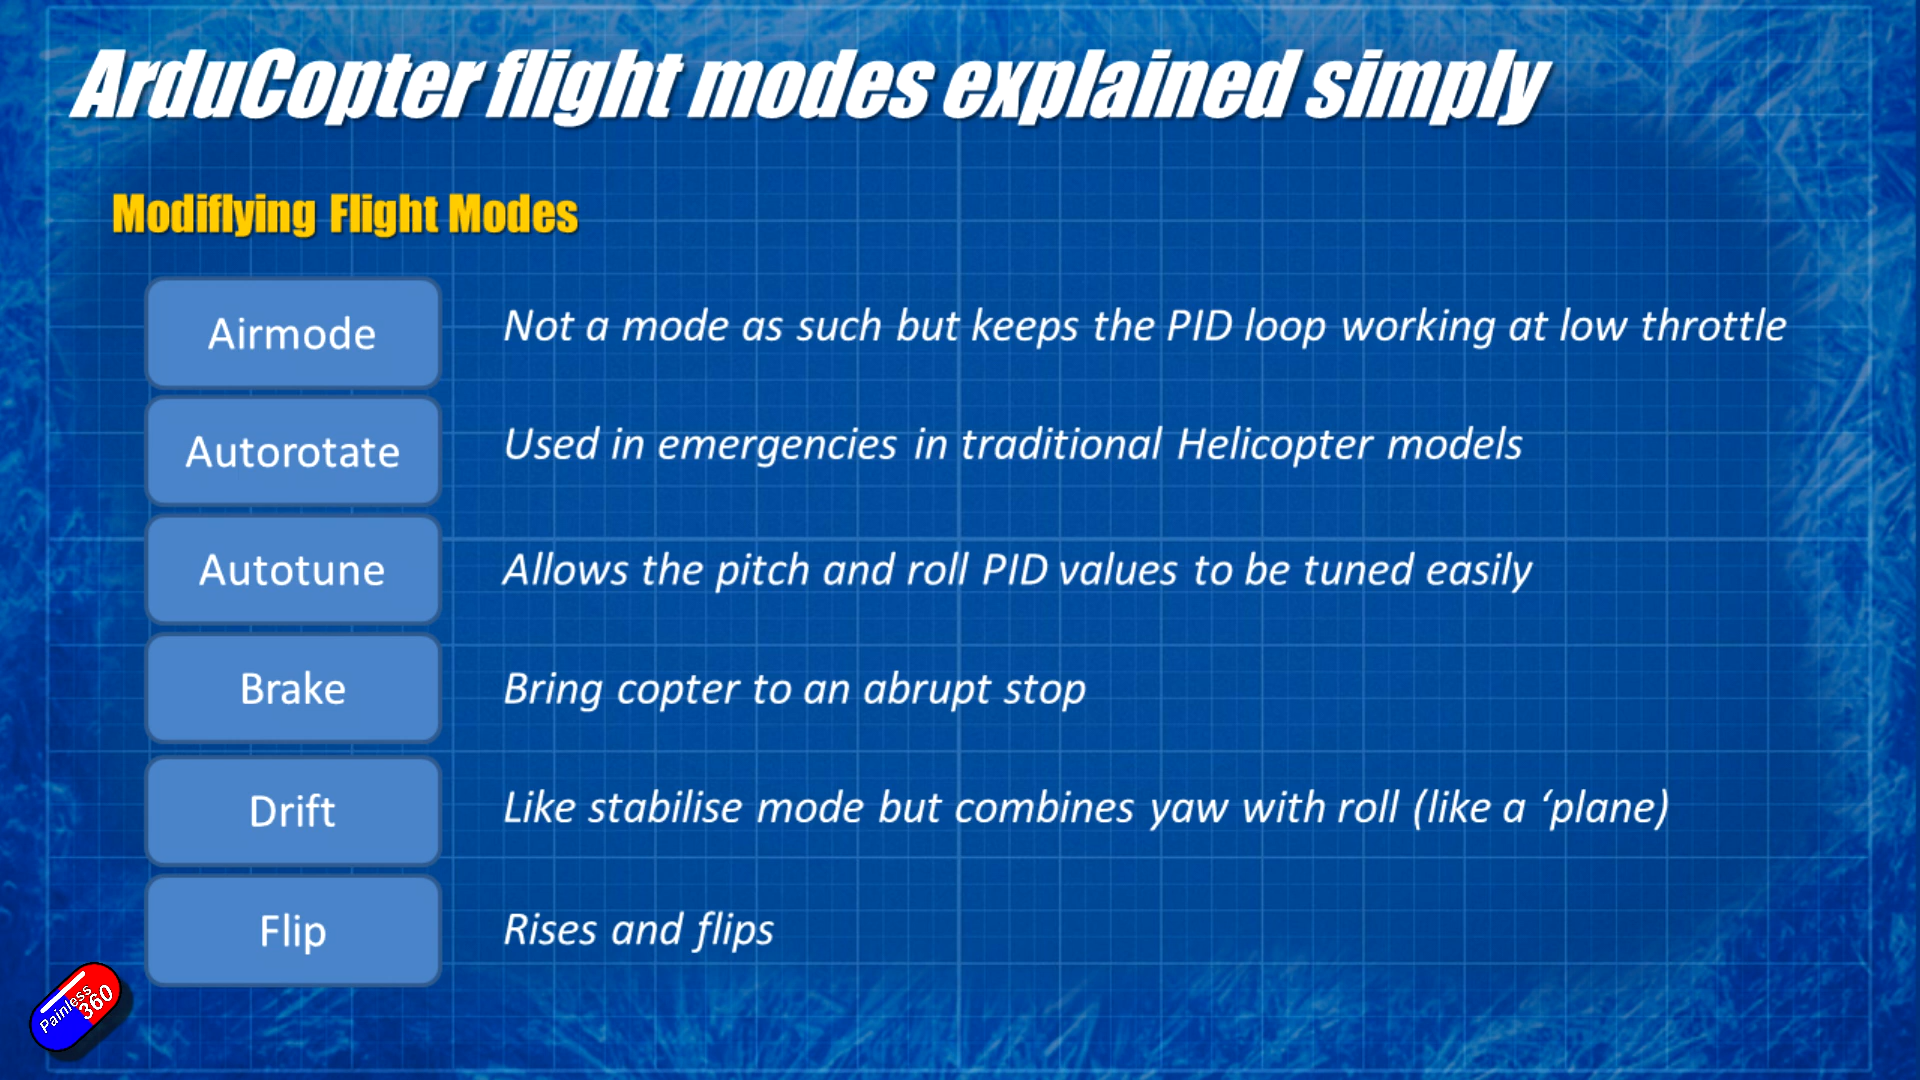 ArduCopter flight modes explained simply
Modiflying Flight Modes
Airmode
Not a mode as such but keeps the PID loop working at low throttle
Autorotate
Used in emergencies in traditional Helicopter models
Autotune
Allows the pitch and roll PID values to be tuned easily
Brake
Bring copter to an abrupt stop
Drift
Like stabilise mode but combines yaw with roll (like a ‘plane)
Flip
Rises and flips
Painless
360